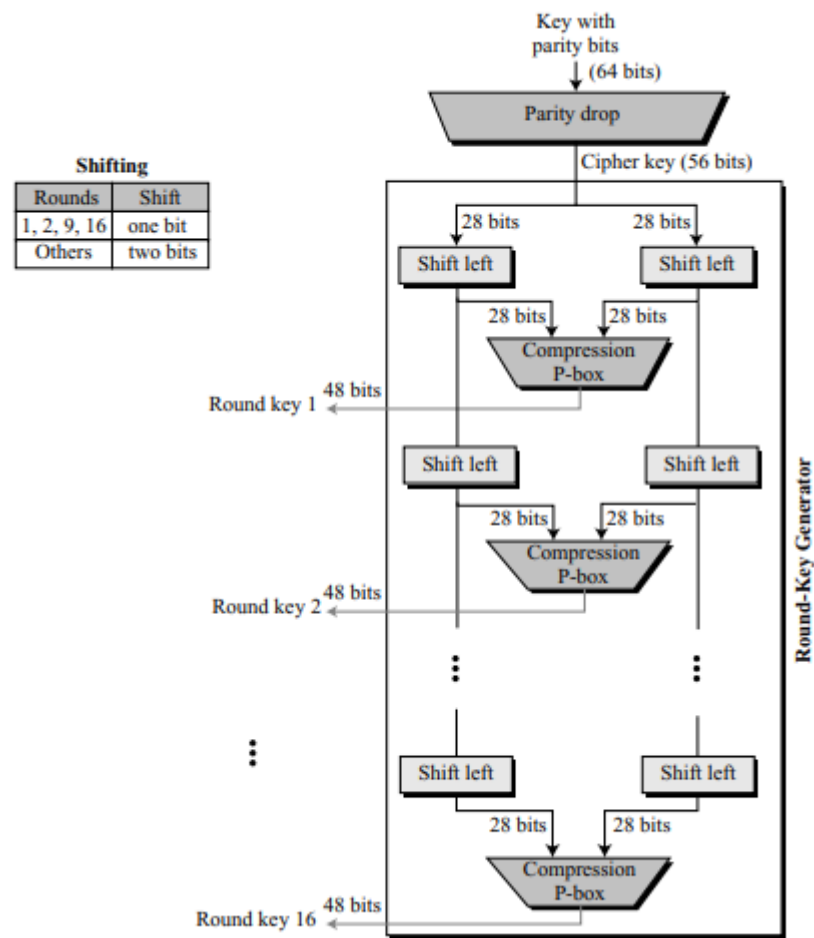 Key with
parity bits
(64 bits)
Parity drop
Cipher key (56 bits)
Shifting
Rounds Shift
1, 2, 9, 16 one bit
Others two bits
28 bits 28 bits
Shift left Shift left
28 bits 28 bits
Compression
P-box
48 bits
Round key 1
Shift left Shift left
28 bits 28 bits
Compression
P-box
48 bits
Round key 2
Round-Key Generator
Shift left Shift left
28 bits 28 bits
Compression
P-box
48 bits
Round key 16